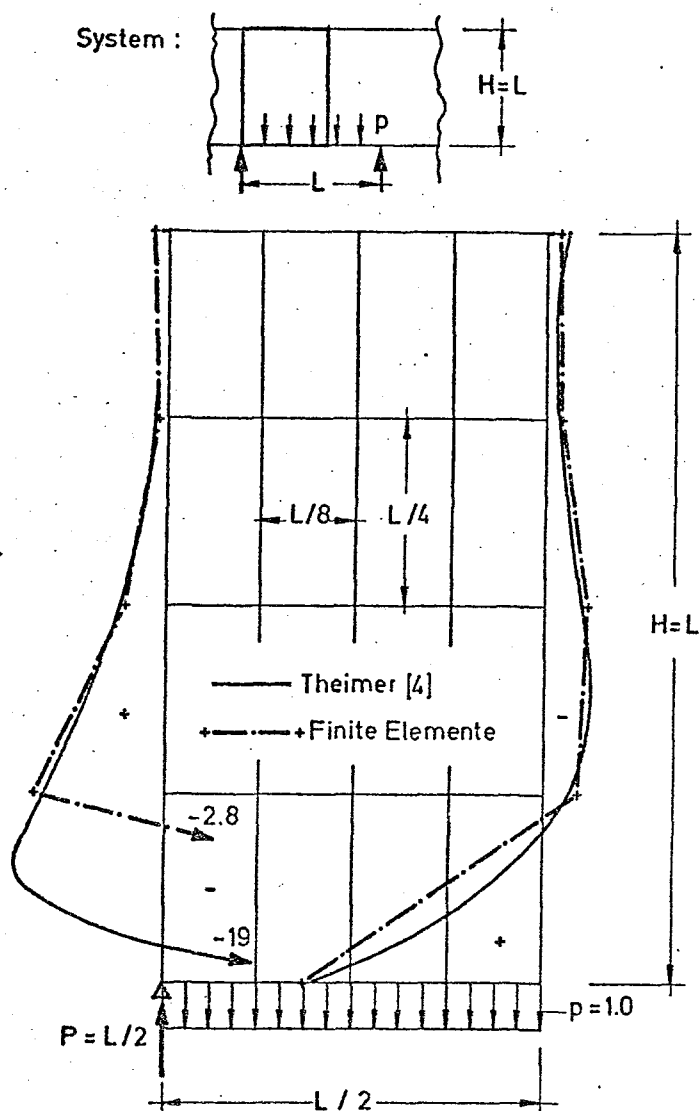 System :
H=L
p
L
L/8
L/4
H=L
Theimer [4]
+
-
Finite Elemente
-2.8
-
-19
+
p=1.0
P = L/2
L / 2